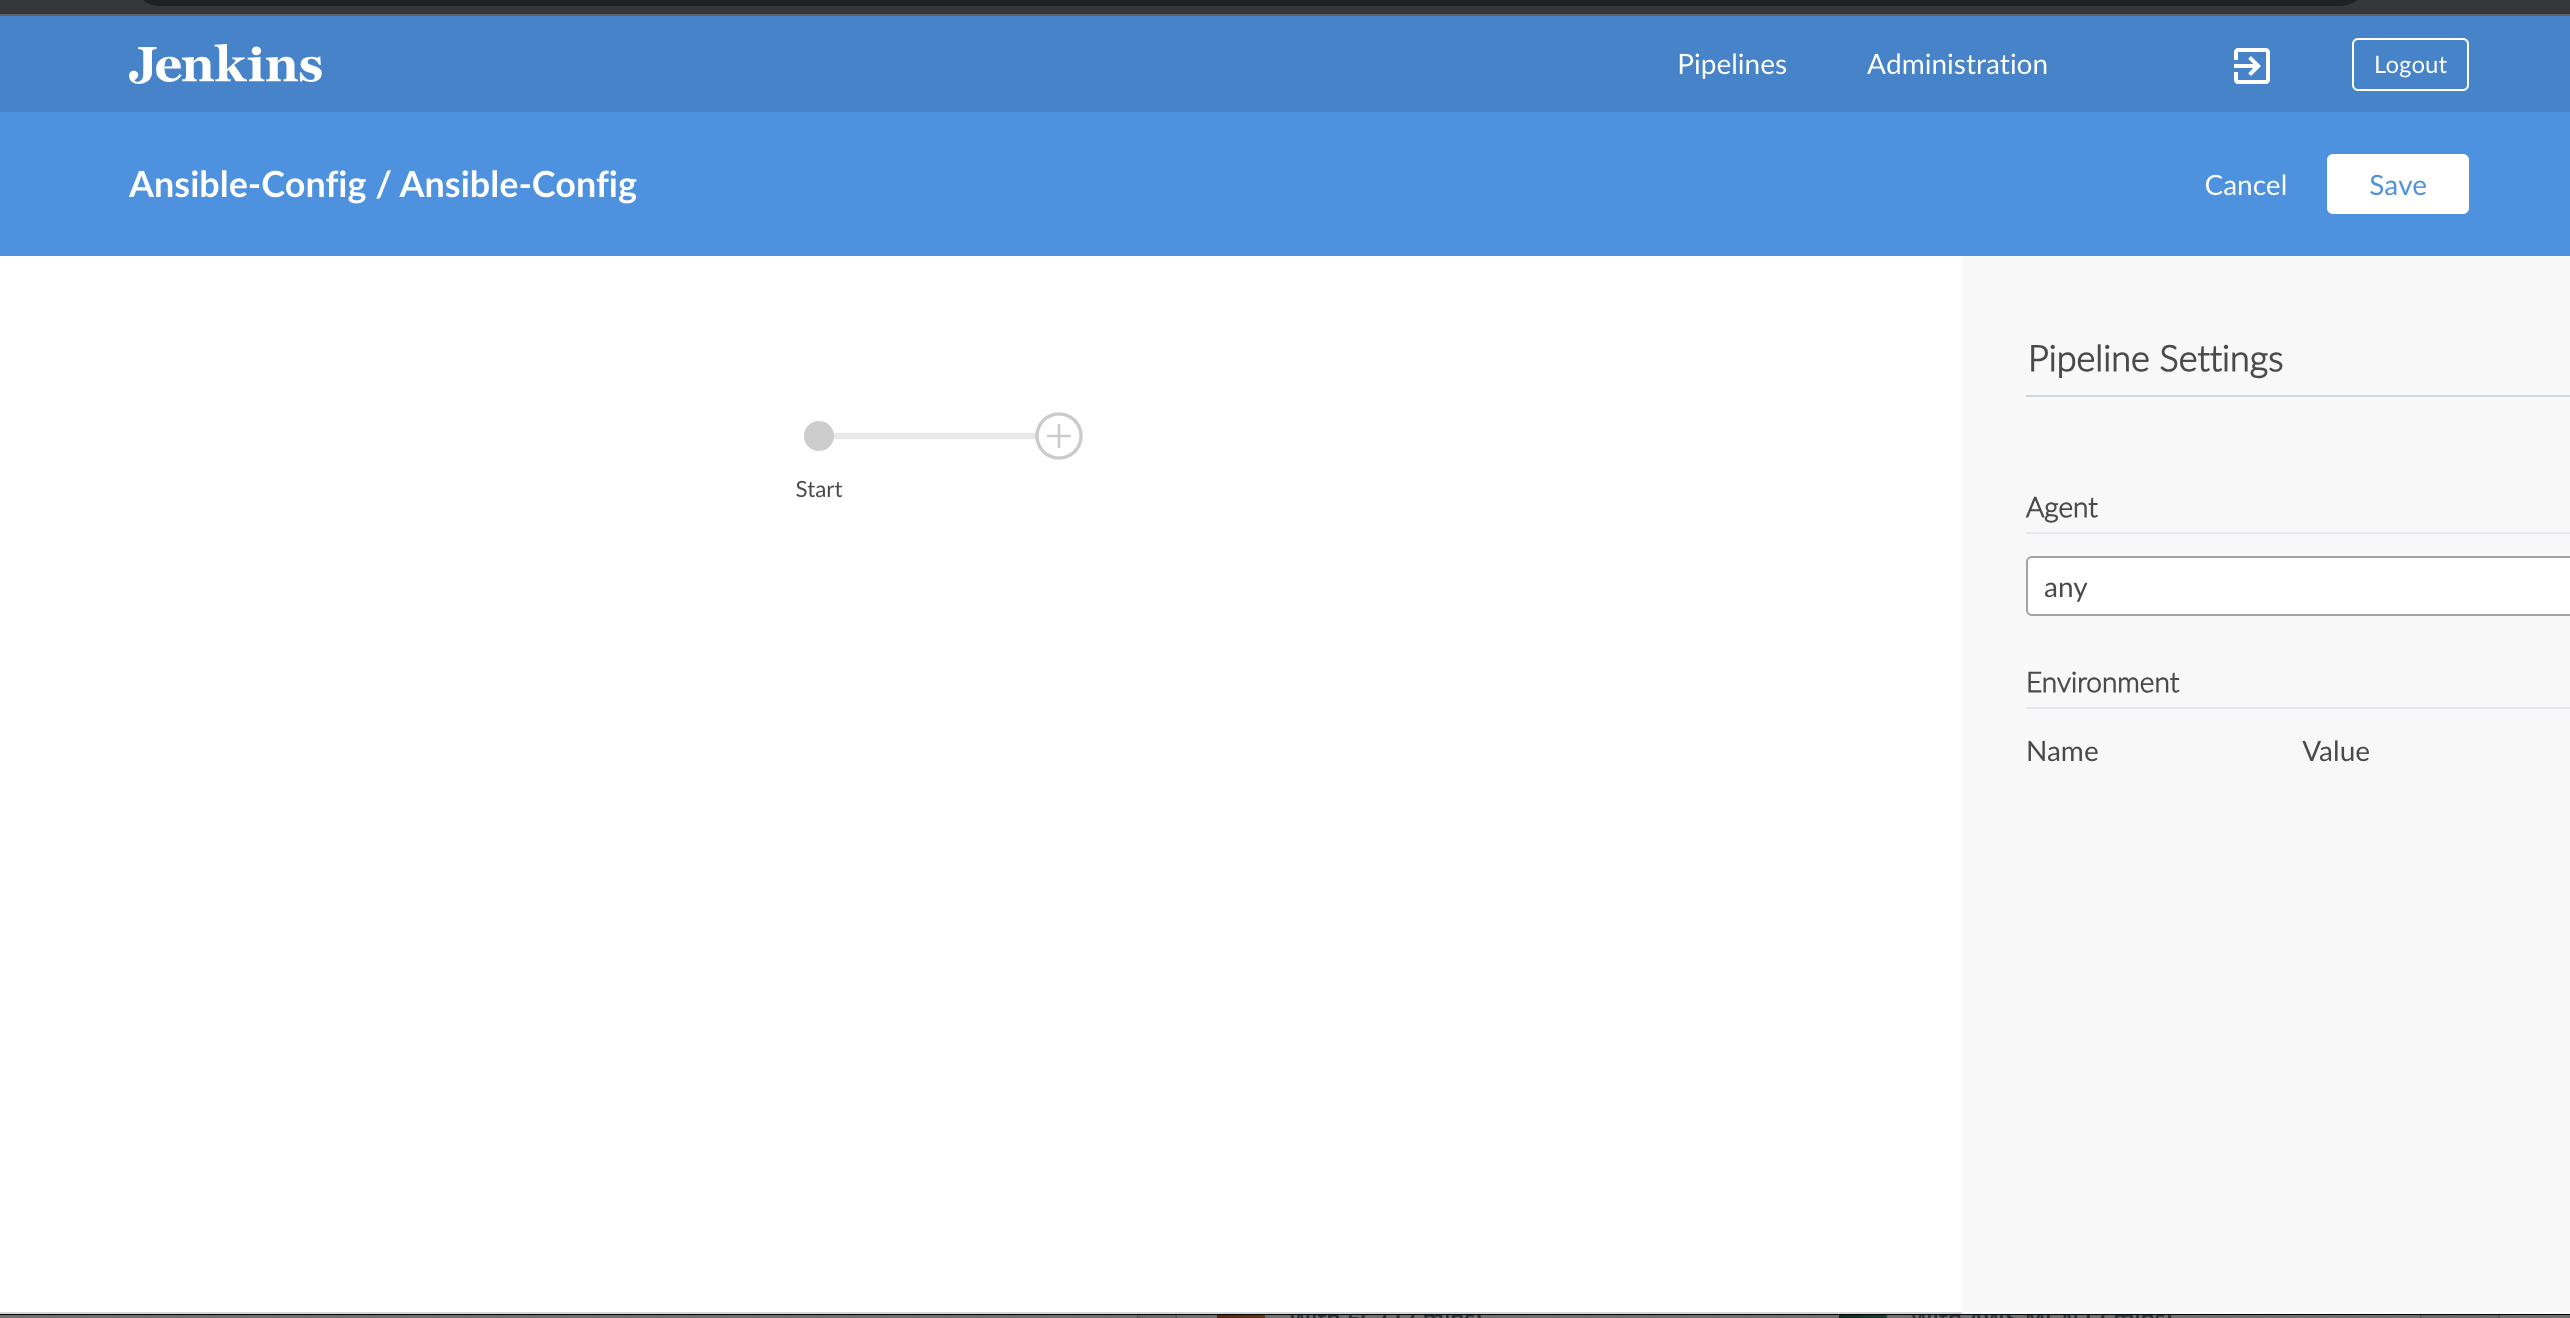 Jenkins
Pipelines
Administration
Logout
Ansible-Config / Ansible-Config
Cancel
Save
Start
Pipeline Settings
Agent
any
Environment
Name
Value